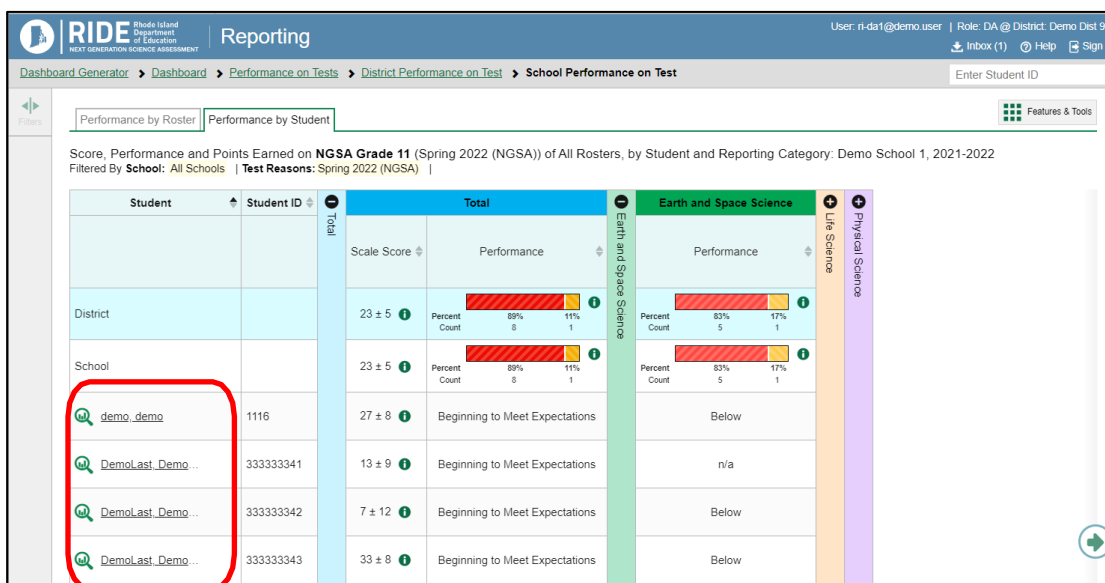 RIDE Rhode Island Department of Education
NEXT GENERATION SCIENCE ASSESSMENT
Reporting
User: ri-da1@demo.user | Role: DA @ District: Demo Dist 9
Inbox (1) Help Sign
Dashboard Generator Dashboard Performance on Tests District Performance on Test School Performance on Test
Enter Student ID
Filters
Performance by Roster Performance by Student
Features & Tools
Score, Performance and Points Earned on NGSA Grade 11 (Spring 2022 (NGSA)) of All Rosters, by Student and Reporting Category: Demo School 1, 2021-2022
Filtered By School: All Schools | Test Reasons: Spring 2022 (NGSA) |
Student Student ID Total Total Earth and Space Science Earth and Space Science Life Science Physical Science
Scale Score Performance Performance
District 23 ± 5 Percent 89% 11% Percent 83% 17%
Count 8 1 Count 5 1
School 23 ± 5 Percent 89% 11% Percent 83% 17%
Count 8 1 Count 5 1
demo, demo 1116 27 ± 8 Beginning to Meet Expectations Below
DemoLast, Demo... 333333341 13 ± 9 Beginning to Meet Expectations n/a
DemoLast, Demo... 333333342 7 ± 12 Beginning to Meet Expectations Below
DemoLast, Demo... 333333343 33 ± 8 Beginning to Meet Expectations Below